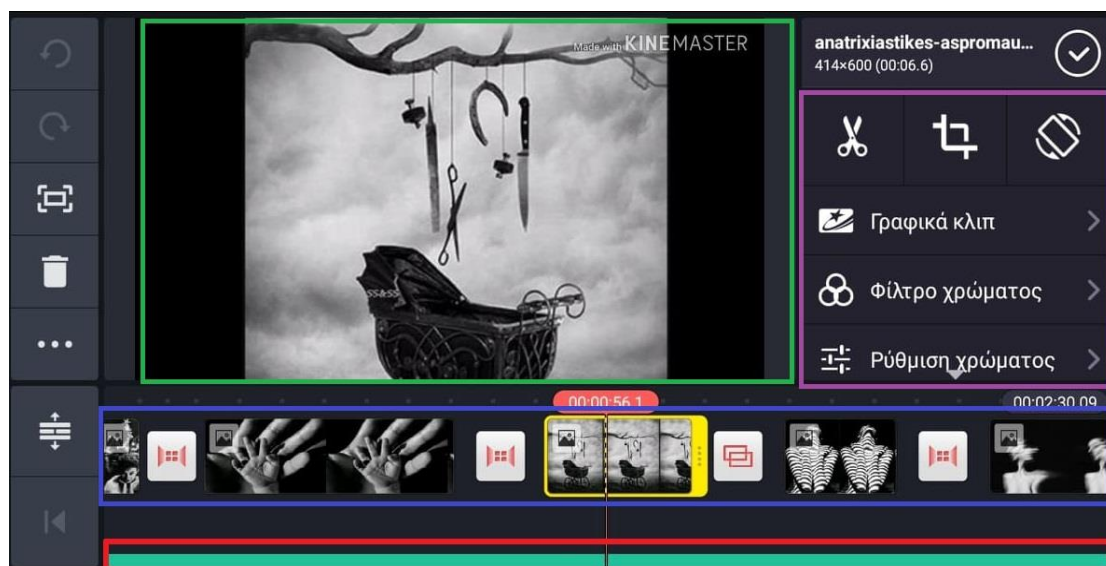 Made with KINEMASTER
anatrixiastikes-aspromau...
414×600 (00:06.6)
Γραφικά κλιπ
Φίλτρο χρώματος
Ρύθμιση χρώματος
00:00:56.1
00:02:30.09